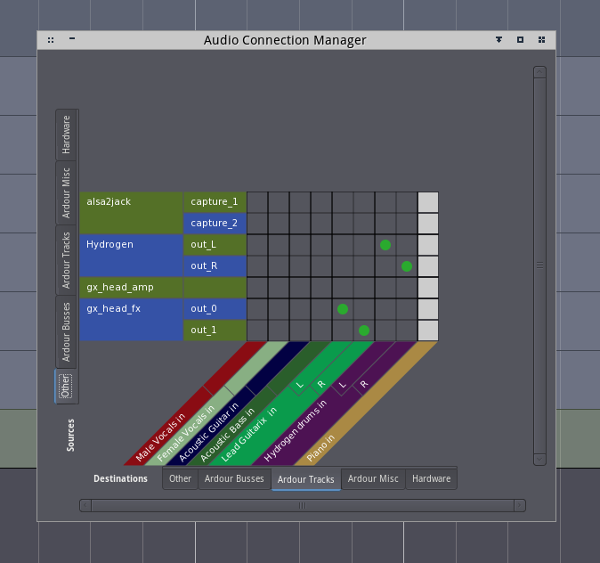 Audio Connection Manager
Hardware
Ardour Misc
Ardour Tracks
Ardour Busses
Other
Sources
alsa2jack capture_1
capture_2
Hydrogen out_L
out_R
gx_head_amp
gx_head_fx out_0
out_1
Male Vocals in
Female Vocals in
Acoustic Guitar in
Acoustic Bass in
Lead Guitarix in
L
R
Hydrogen drums in
L
R
Piano in
Destinations Other Ardour Busses Ardour Tracks Ardour Misc Hardware